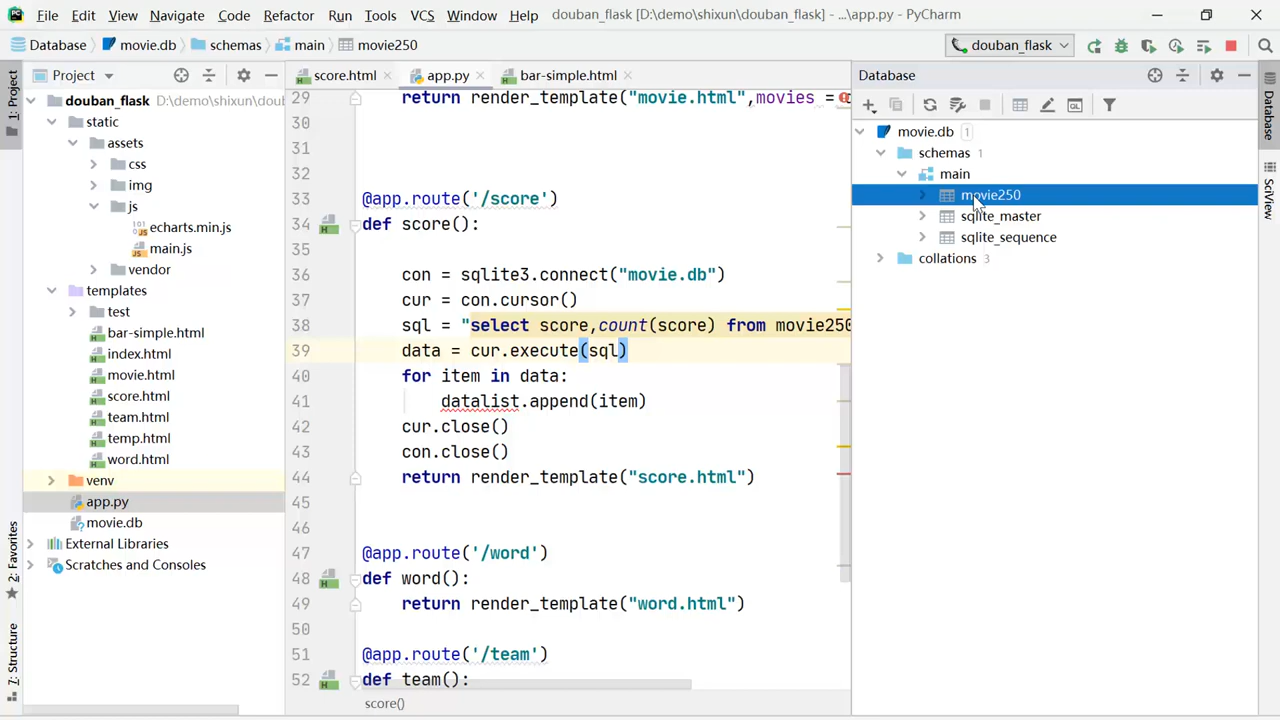 File Edit View Navigate Code Refactor Run Tools VCS Window Help douban_flask [D:\demo\shixun\douban_flask] - ...\app.py - PyCharm
Database movie.db schemas main movie250 douban_flask
1: Project
Project
score.html app.py bar-simple.html
Database
Database
SciView
douban_flask D:\demo\shixun\dou
static
assets
css
img
js
echarts.min.js
main.js
vendor
templates
test
bar-simple.html
index.html
movie.html
score.html
team.html
temp.html
word.html
venv
app.py
movie.db
External Libraries
Scratches and Consoles
2: Favorites
7: Structure
29 return render_template("movie.html",movies =
30
31
32
33 @app.route('/score')
34 def score():
35
36 con = sqlite3.connect("movie.db")
37 cur = con.cursor()
38 sql = "select score,count(score) from movie250
39 data = cur.execute(sql)
40 for item in data:
41 datalist.append(item)
42 cur.close()
43 con.close()
44 return render_template("score.html")
45
46
47 @app.route('/word')
48 def word():
49 return render_template("word.html")
50
51 @app.route('/team')
52 def team():
score()
movie.db 1
schemas 1
main
movie250
sqlite_master
sqlite_sequence
collations 3